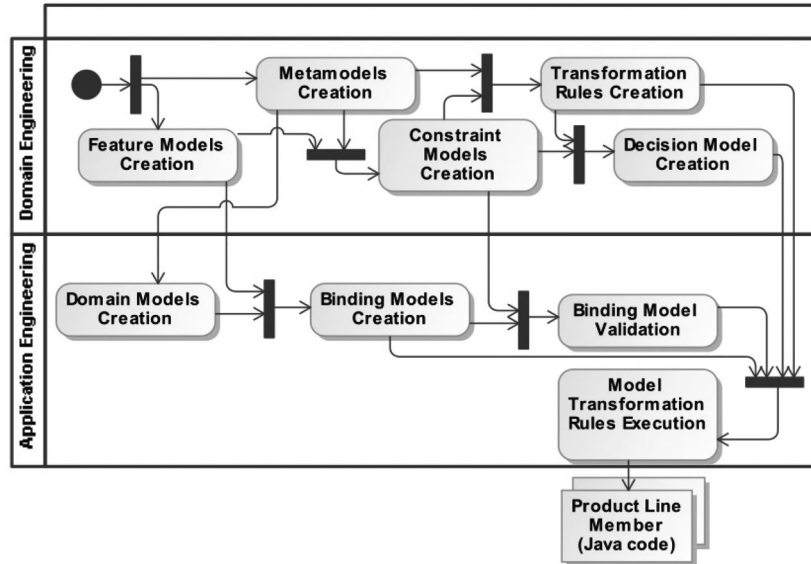 Domain Engineering
Metamodels
Creation
Transformation
Rules Creation
Feature Models
Creation
Constraint
Models
Creation
Decision Model
Creation
Application Engineering
Domain Models
Creation
Binding Models
Creation
Binding Model
Validation
Model
Transformation
Rules Execution
Product Line
Member
(Java code)